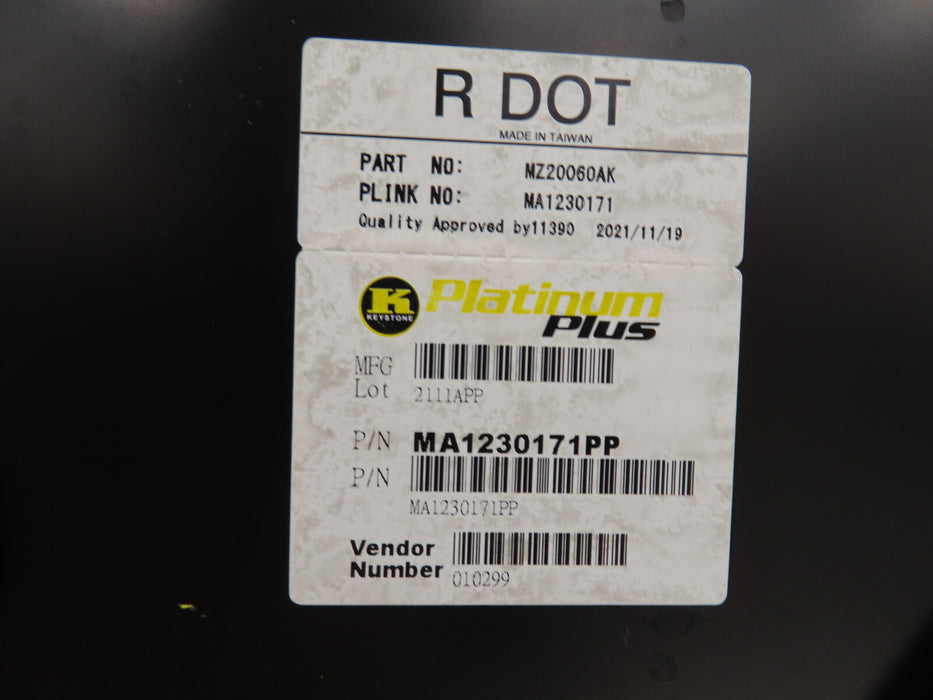 R DOT
MADE IN TAIWAN
PART NO: MZ20060AK
PLINK NO: MA1230171
Quality Approved by11390 2021/11/19
K
KEYSTONE
Platinum
Plus
MFG
Lot
2111APP
P/N MA1230171PP
P/N
MA1230171PP
Vendor
Number 010299